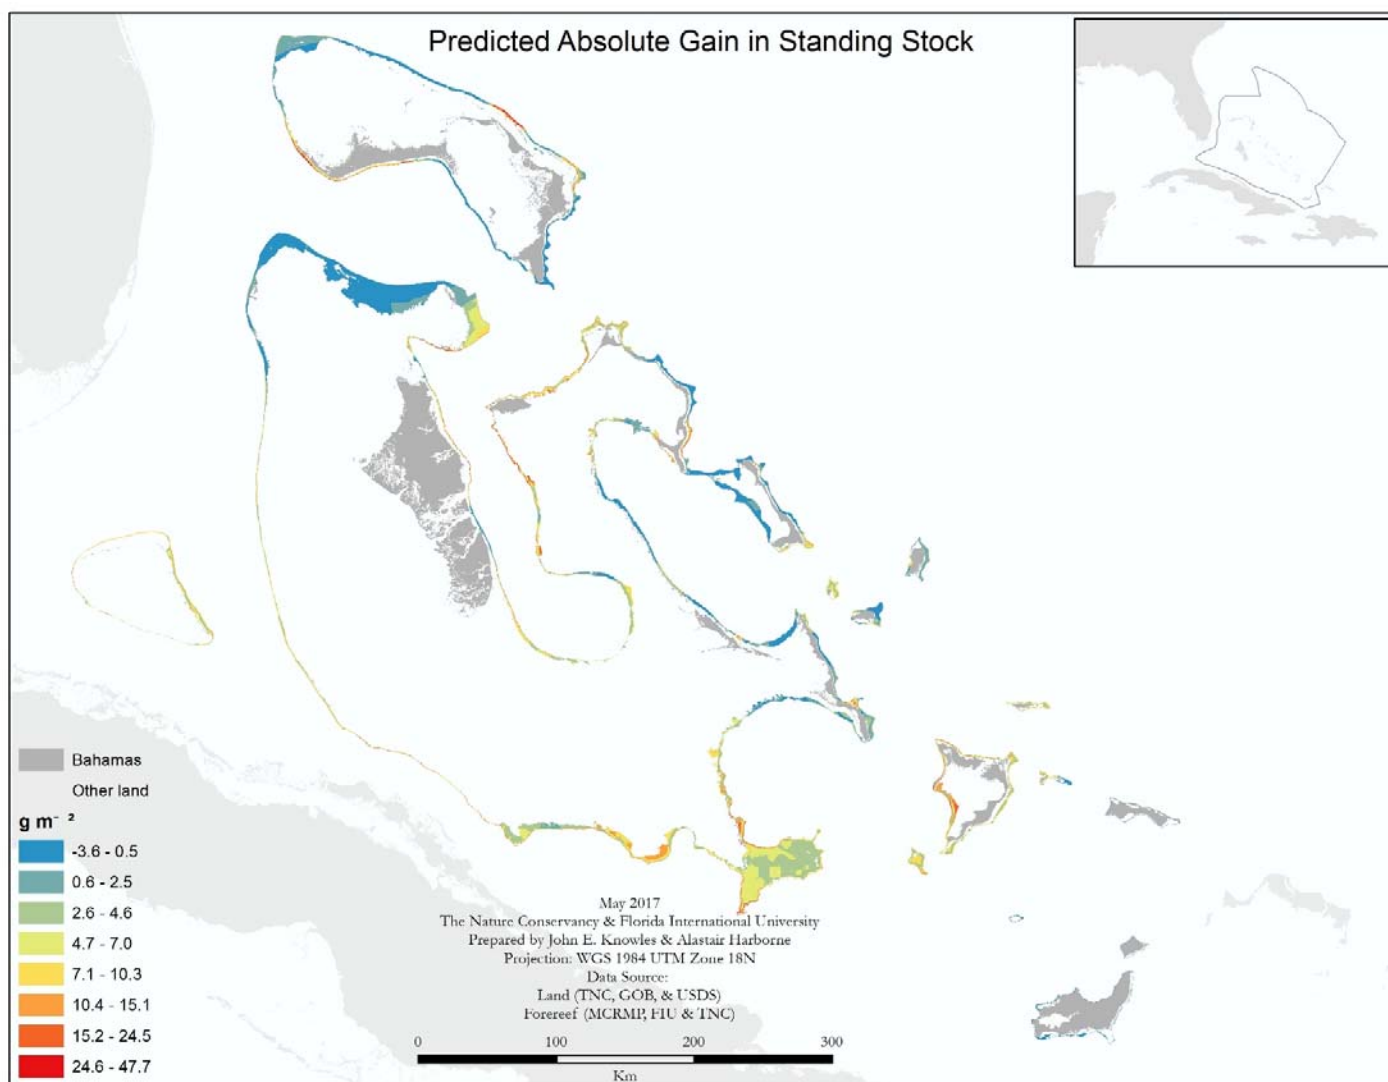 Predicted Absolute Gain in Standing Stock
Bahamas
Other land
g m⁻ ²
-3.6 - 0.5
0.6 - 2.5
2.6 - 4.6
4.7 - 7.0
7.1 - 10.3
10.4 - 15.1
15.2 - 24.5
24.6 - 47.7
May 2017
The Nature Conservancy & Florida International University
Prepared by John E. Knowles & Alastair Harborne
Projection: WGS 1984 UTM Zone 18N
Data Source:
Land (TNC, GOB, & USDS)
Forereef (MCRMP, FIU & TNC)
0 100 200 300
Km